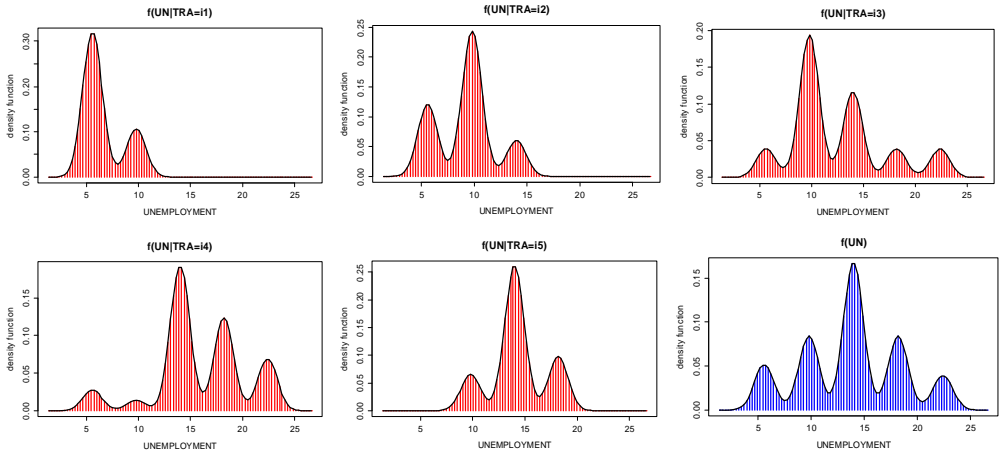 f(UN|TRA=i1)
density function
0.00 0.10 0.20 0.30
5 10 15 20 25
UNEMPLOYMENT
f(UN|TRA=i2)
density function
0.00 0.05 0.10 0.15 0.20 0.25
5 10 15 20 25
UNEMPLOYMENT
f(UN|TRA=i3)
density function
0.00 0.05 0.10 0.15 0.20
5 10 15 20 25
UNEMPLOYMENT
f(UN|TRA=i4)
density function
0.00 0.05 0.10 0.15
5 10 15 20 25
UNEMPLOYMENT
f(UN|TRA=i5)
density function
0.00 0.05 0.10 0.15 0.20 0.25
5 10 15 20 25
UNEMPLOYMENT
f(UN)
density function
0.00 0.05 0.10 0.15
5 10 15 20 25
UNEMPLOYMENT